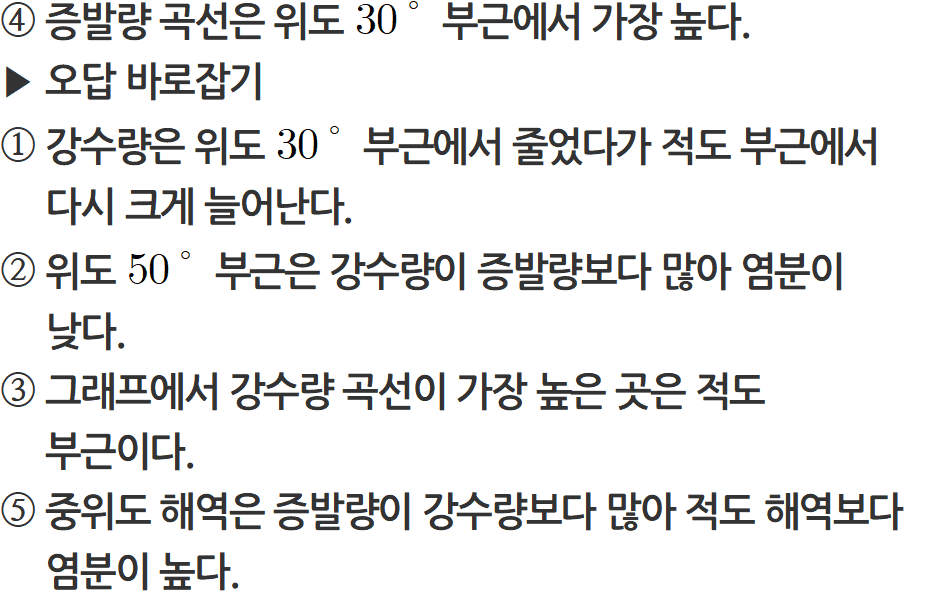 ④ 증발량 곡선은 위도 30° 부근에서 가장 높다.
▶ 오답 바로잡기
① 강수량은 위도 30° 부근에서 줄었다가 적도 부근에서
다시 크게 늘어난다.
② 위도 50° 부근은 강수량이 증발량보다 많아 염분이
낮다.
③ 그래프에서 강수량 곡선이 가장 높은 곳은 적도
부근이다.
⑤ 중위도 해역은 증발량이 강수량보다 많아 적도 해역보다
염분이 높다.